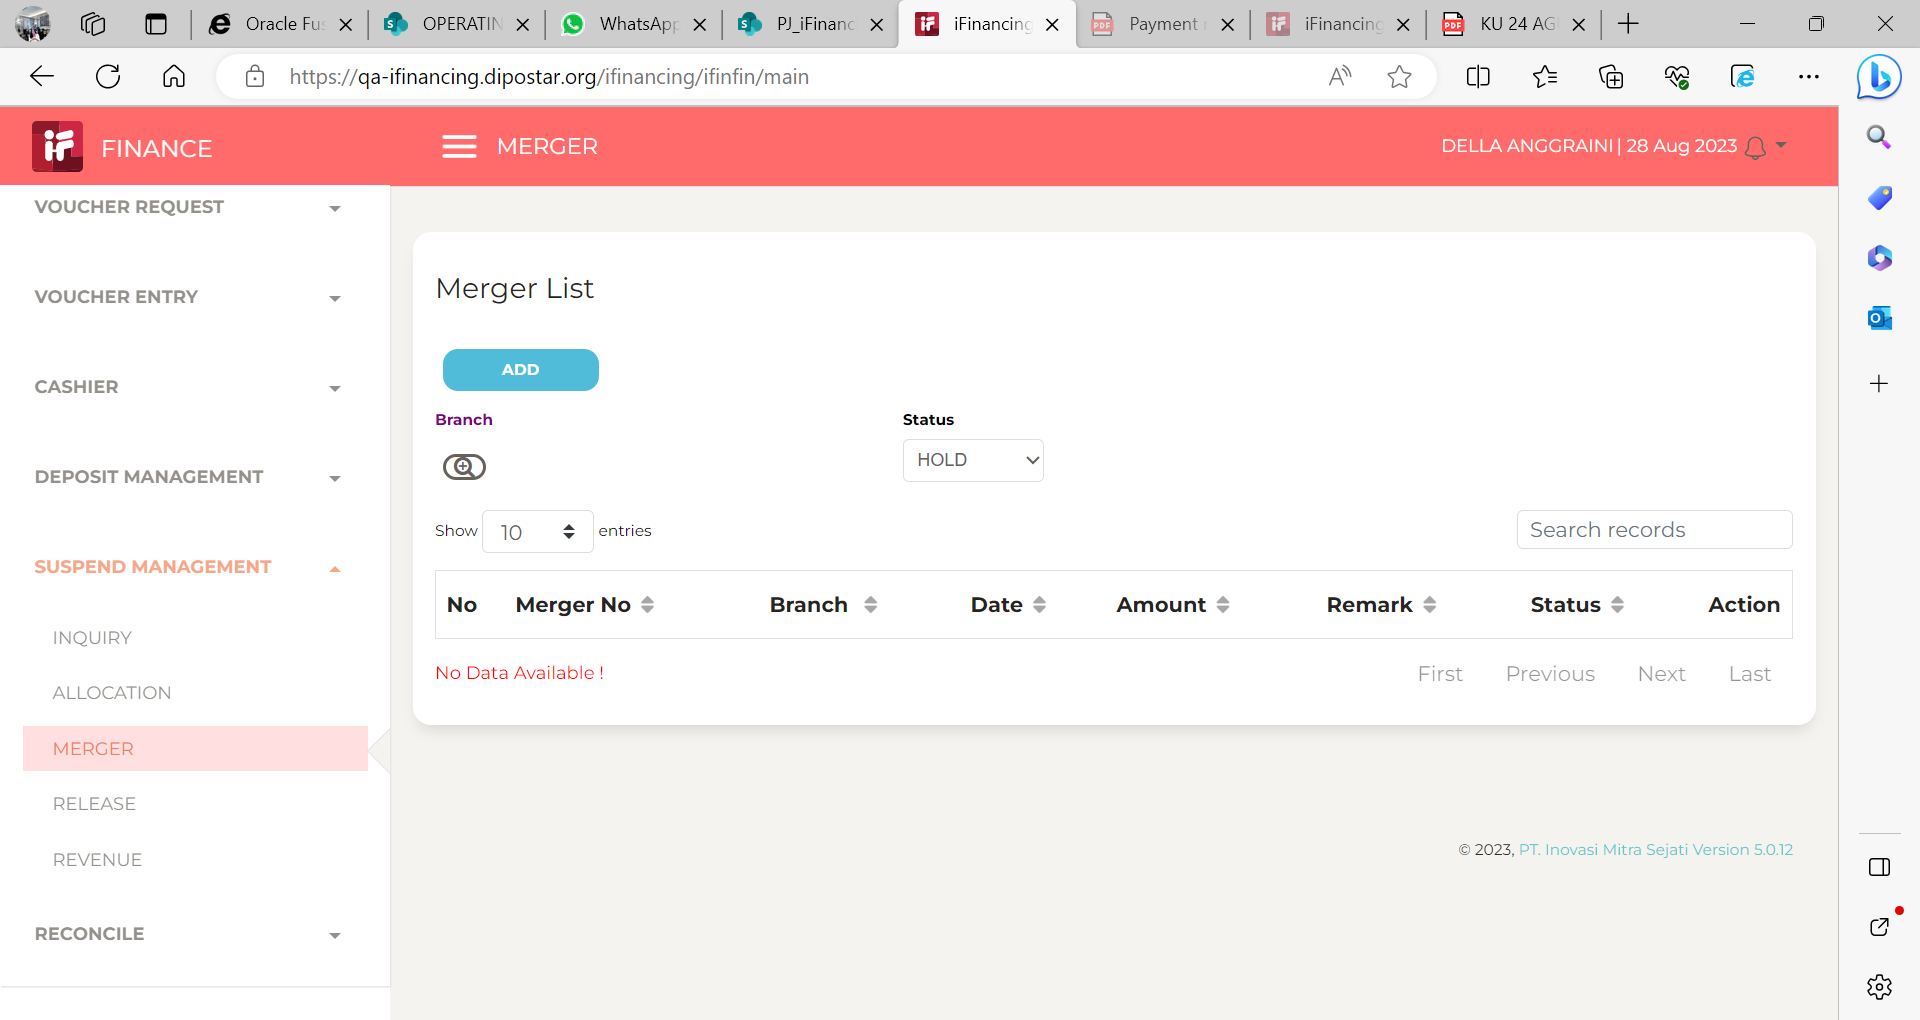 Oracle Fus
OPERATIN
WhatsApp
PJ_iFinanc
iFinancing
Payment r
iFinancing
KU 24 AG
https://qa-ifinancing.dipostar.org/ifinancing/ifinfin/main
iF FINANCE
MERGER
DELLA ANGGRAINI | 28 Aug 2023
VOUCHER REQUEST
VOUCHER ENTRY
CASHIER
DEPOSIT MANAGEMENT
SUSPEND MANAGEMENT
INQUIRY
ALLOCATION
MERGER
RELEASE
REVENUE
RECONCILE
Merger List
ADD
Branch
Status
HOLD
Show 10 entries
Search records
No Merger No Branch Date Amount Remark Status Action
No Data Available !
First Previous Next Last
© 2023, PT. Inovasi Mitra Sejati Version 5.0.12